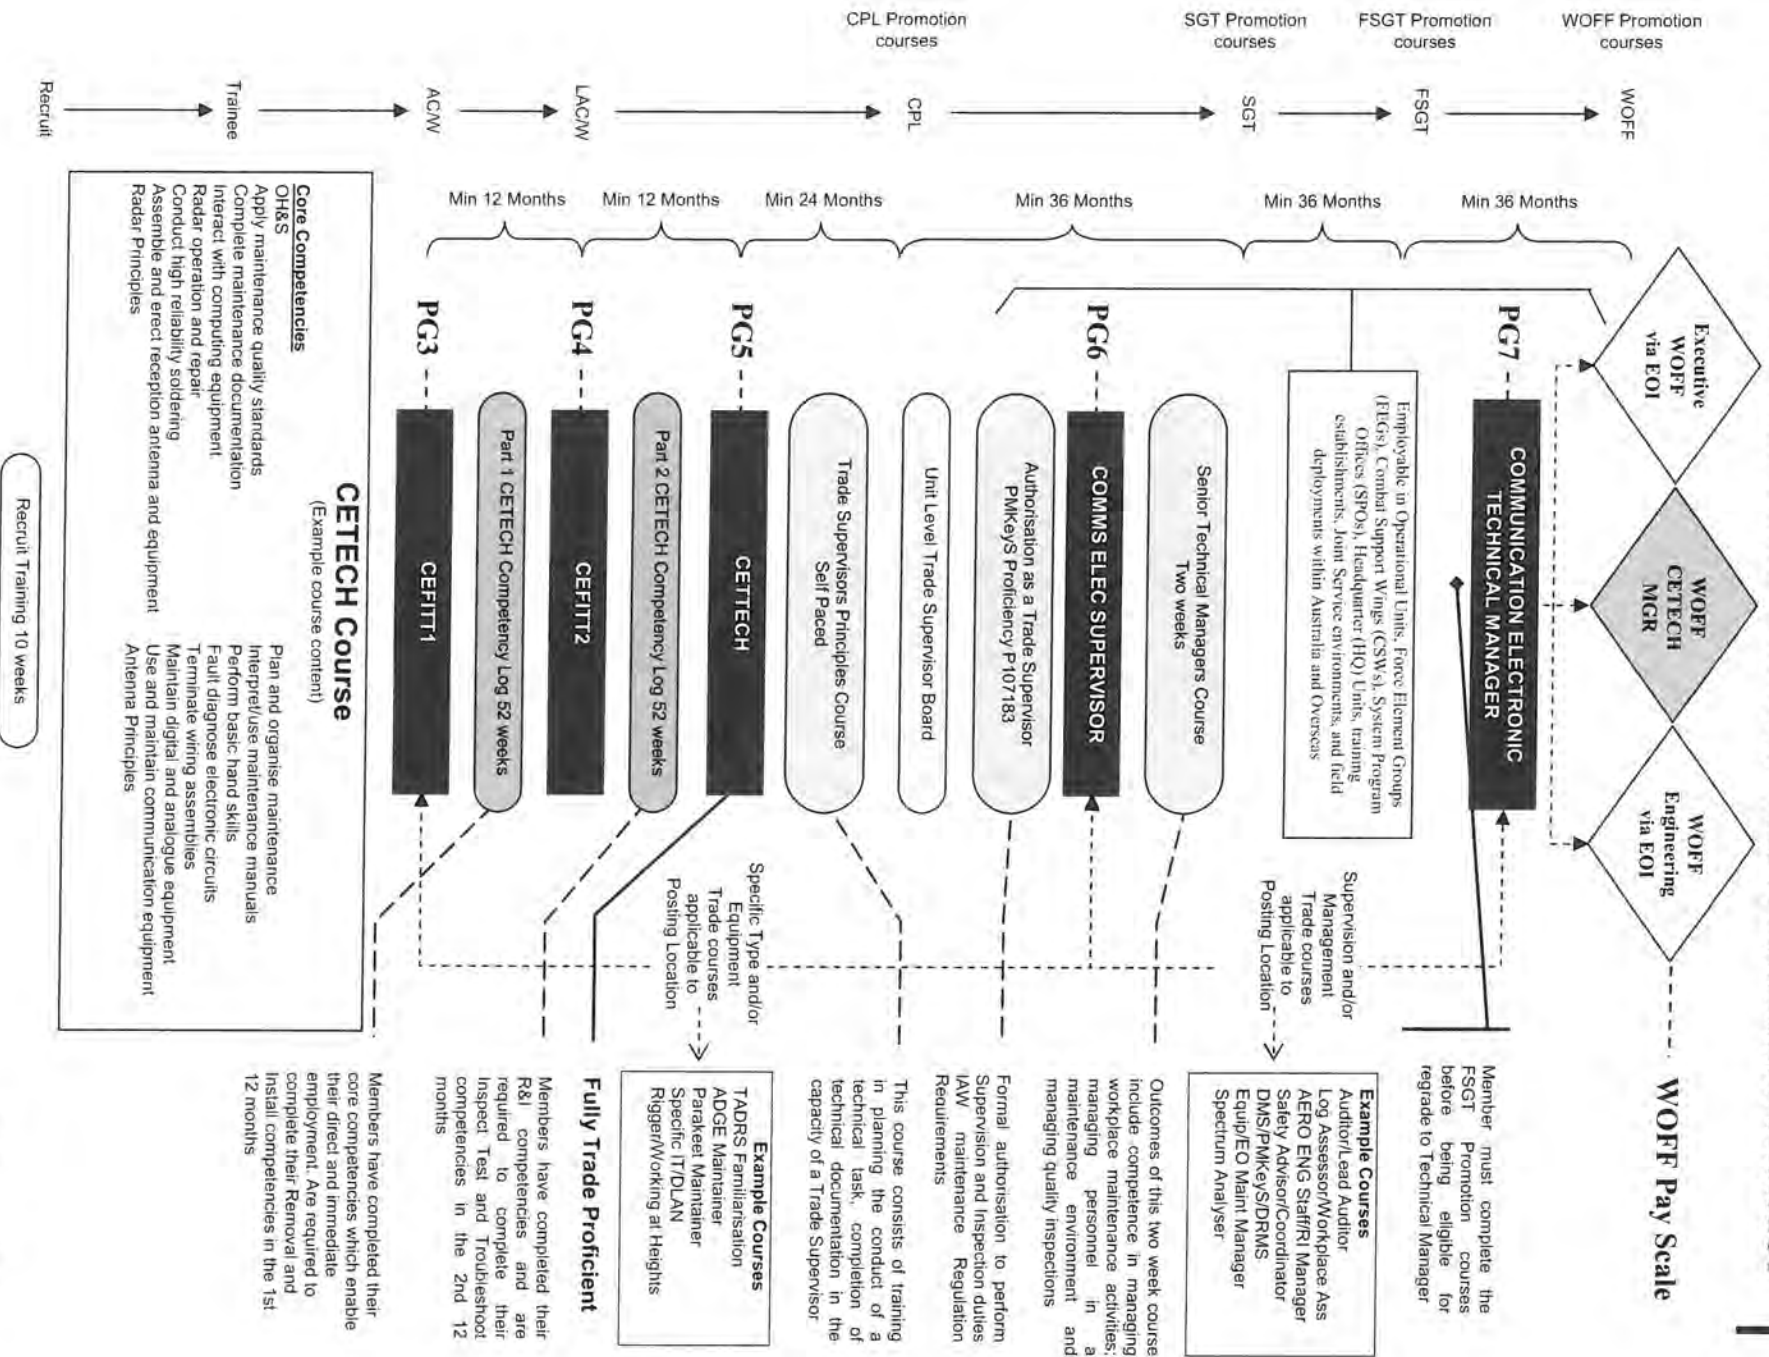 CPL Promotion
courses
SGT Promotion
courses
FSGT Promotion
courses
WOFF Promotion
courses
Recruit
Trainee
AC/W
LAC/W
CPL
SGT
FSGT
WOFF
Min 12 Months
Min 12 Months
Min 24 Months
Min 36 Months
Min 36 Months
Min 36 Months
Executive
WOFF
via EOI
WOFF
CETECH
MGR
WOFF
Engineering
via EOI
WOFF Pay Scale
PG7
COMMUNICATION ELECTRONIC
TECHNICAL MANAGER
Member must complete the
FSGT Promotion courses
before being eligible for
regrade to Technical Manager
Employable in Operational Units, Force Element Groups
(FEGs), Combat Support Wings (CSWs), System Program
Offices (SPOs), Headquarter (HQ) Units, training
establishments, Joint Service environments, and field
deployments within Australia and Overseas
Supervision and/or
Management
Trade courses
applicable to
Posting Location
Example Courses
Auditor/Lead Auditor
Log Assessor/Workplace Ass
AERO ENG Staff/RI Manager
Safety Advisor/Coordinator
DMS/PMKeyS/DRMS
Equip/EO Maint Manager
Spectrum Analyser
Senior Technical Managers Course
Two weeks
Outcomes of this two week course
include competence in managing
workplace maintenance activities;
managing personnel in a
maintenance environment and
managing quality inspections
PG6
COMMS ELEC SUPERVISOR
Authorisation as a Trade Supervisor
PMKeyS Proficiency P107183
Formal authorisation to perform
Supervision and Inspection duties
IAW maintenance Regulation
Requirements
Unit Level Trade Supervisor Board
Trade Supervisors Principles Course
Self Paced
This course consists of training
in planning the conduct of a
technical task, completion of
technical documentation in the
capacity of a Trade Supervisor
Specific Type and/or
Equipment
Trade courses
applicable to
Posting Location
Example Courses
TADRS Familiarisation
ADGE Maintainer
Parakeet Maintainer
Specific IT/DLAN
Rigger/Working at Heights
PG5
CETTECH
Fully Trade Proficient
Part 2 CETECH Competency Log 52 weeks
Members have completed their
R&I competencies and are
required to complete their
Inspect Test and Troubleshoot
competencies in the 2nd 12
months
PG4
CEFITT2
Part 1 CETECH Competency Log 52 weeks
Members have completed their
core competencies which enable
their direct and immediate
employment. Are required to
complete their Removal and
Install competencies in the 1st
12 months
PG3
CEFITT1
CETECH Course
(Example course content)
Core Competencies
OH&S
Apply maintenance quality standards
Complete maintenance documentation
Interact with computing equipment
Radar operation and repair
Conduct high reliability soldering
Assemble and erect reception antenna and equipment
Radar Principles
Plan and organise maintenance
Interpret/use maintenance manuals
Perform basic hand skills
Fault diagnose electronic circuits
Terminate wiring assemblies
Maintain digital and analogue equipment
Use and maintain communication equipment
Antenna Principles
Recruit Training 10 weeks